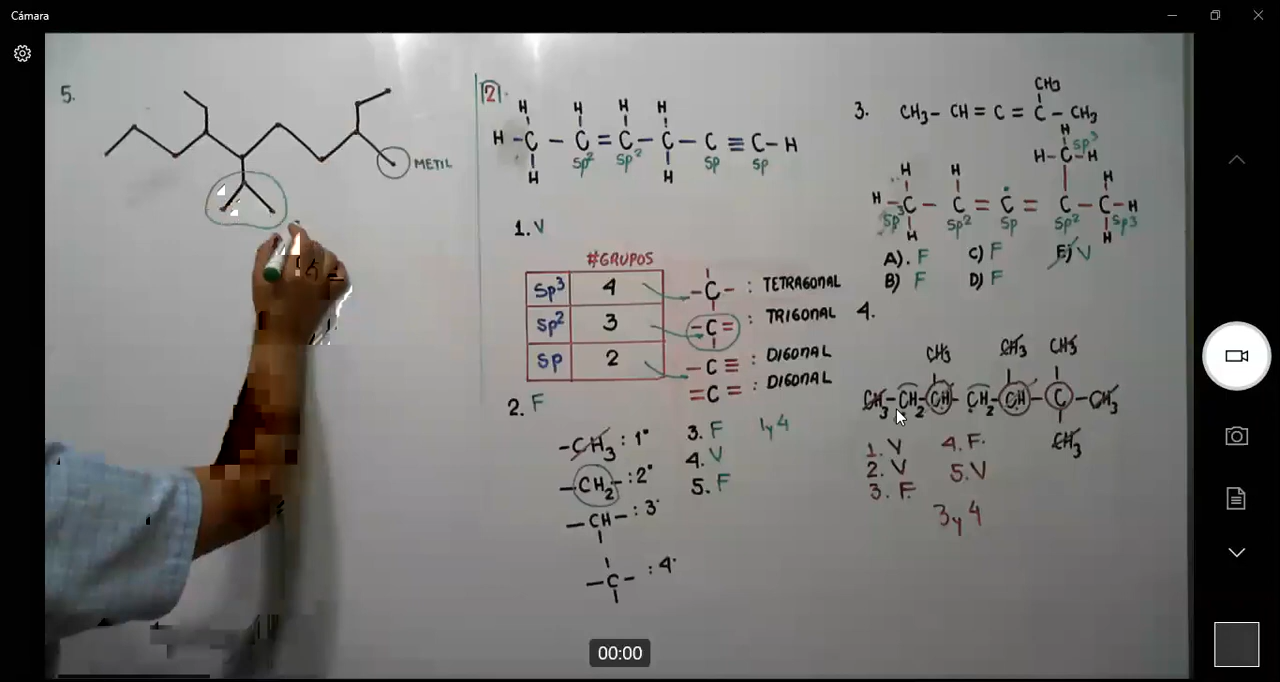 Cámara
5.
METIL
2.
H H H H
H - C - C = C - C - C ≡ C - H
sp² sp² sp sp
H H
1. V
#GRUPOS
sp³ 4 - C - : TETRAGONAL
sp² 3 - C = : TRIGONAL
sp 2 - C ≡ : DIGONAL
= C = : DIGONAL
2. F
- CH3 : 1°
- CH2 - : 2°
- CH - : 3°
- C - : 4°
3. F 1y4
4. V
5. F
3.
CH3
CH3 - CH = C = C - CH3
H
H - C - H sp³
H H H
H - C - C = C = C - C - H
sp³ sp² sp sp² sp3
H H
A). F C) F E) V
B) F D) F
4.
CH3 CH3 CH3
CH3 - CH2 - CH - CH2 - CH - C - CH3
CH3
1. V 4. F.
2. V 5. V
3. F
3y4
00:00